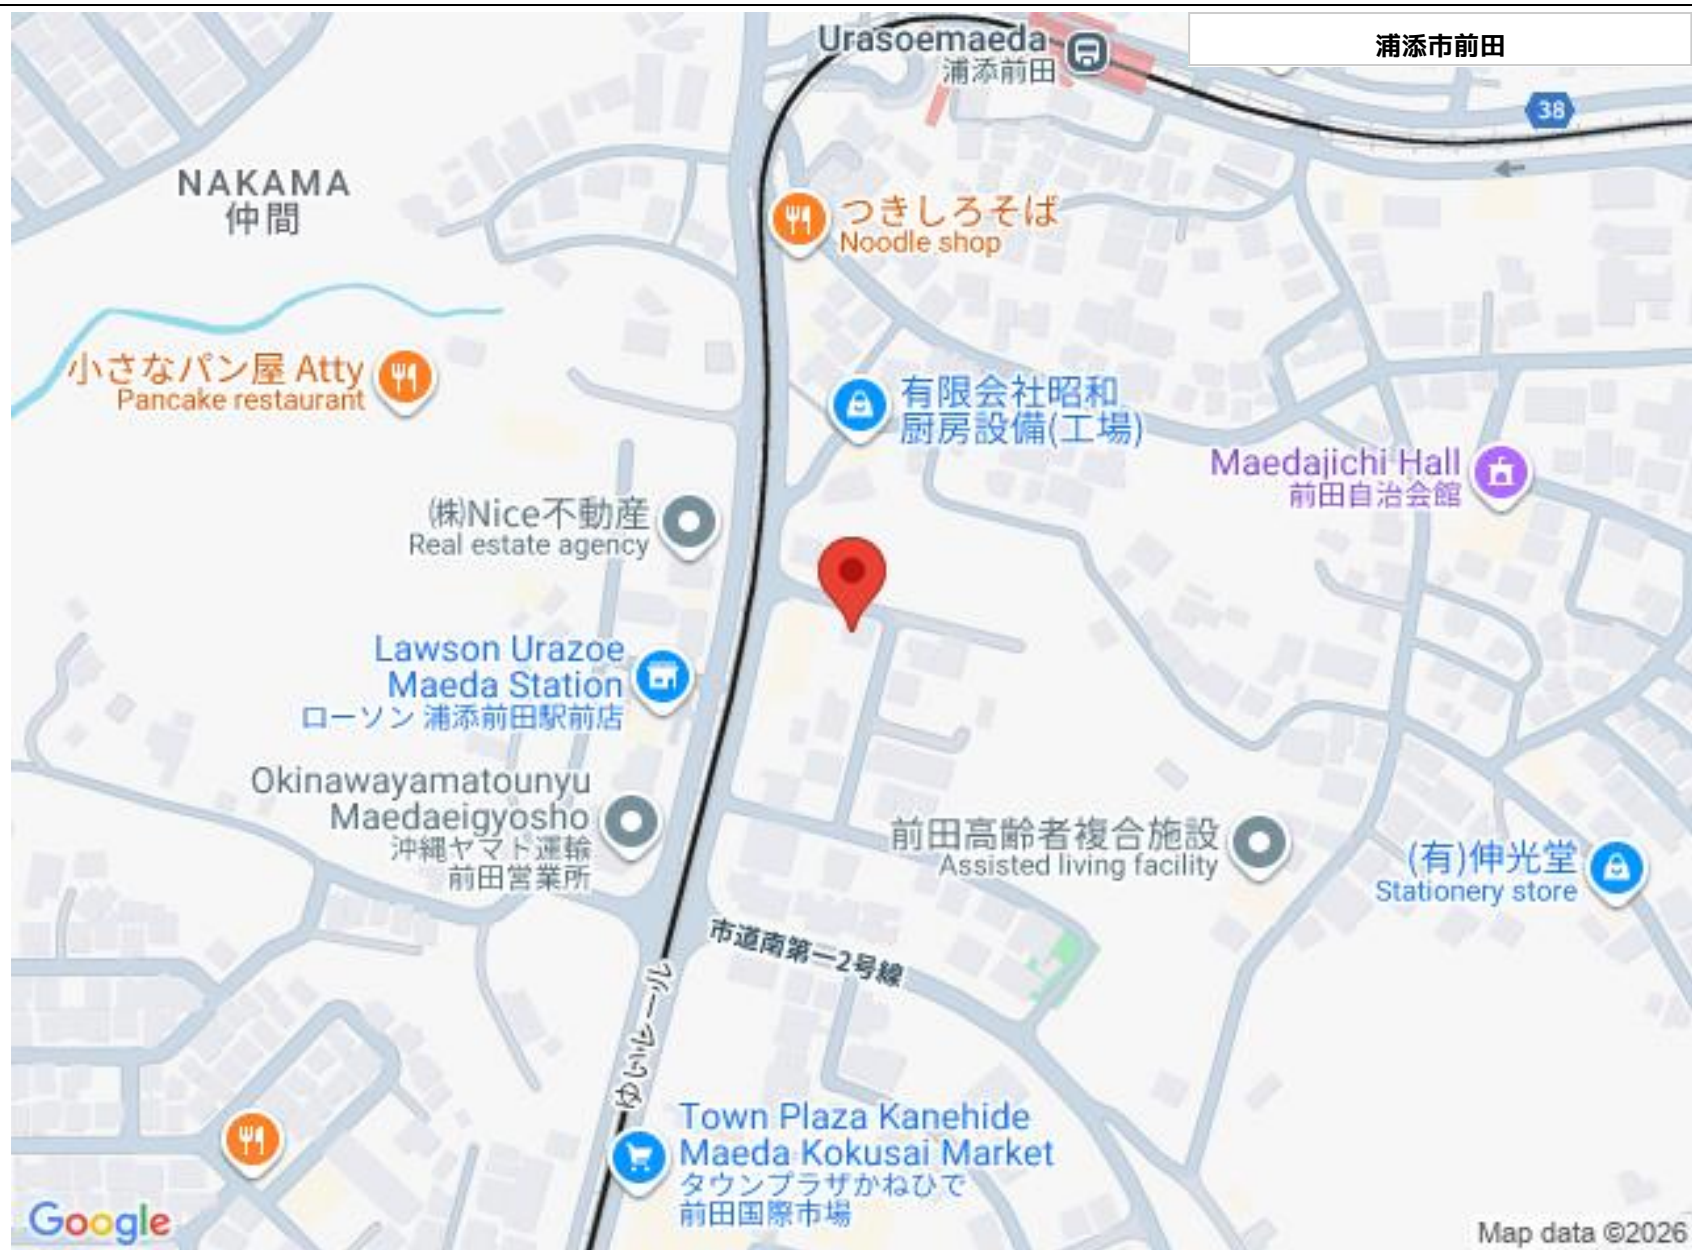 Urasoemaeda
浦添前田
浦添市前田
38
NAKAMA
仲間
つきしろそば
Noodle shop
小さなパン屋 Atty
Pancake restaurant
有限会社昭和
厨房設備(工場)
Maedajichi Hall
前田自治会館
㈱Nice不動産
Real estate agency
Lawson Urazoe
Maeda Station
ローソン 浦添前田駅前店
Okinawayamatounyu
Maedaeigyosho
沖縄ヤマト運輸
前田営業所
前田高齢者複合施設
Assisted living facility
(有)伸光堂
Stationery store
市道南第一2号線
ゆいレール
Town Plaza Kanehide
Maeda Kokusai Market
タウンプラザかねひで
前田国際市場
Google
Map data ©2026